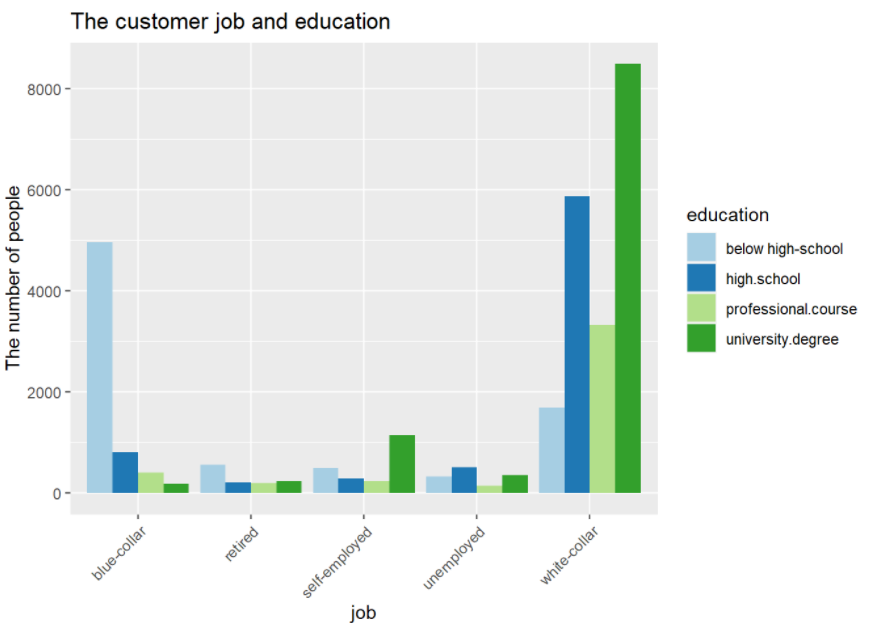 The customer job and education
The number of people
8000
6000
4000
2000
0
blue-collar
retired
self-employed
unemployed
white-collar
job
education
below high-school
high.school
professional.course
university.degree